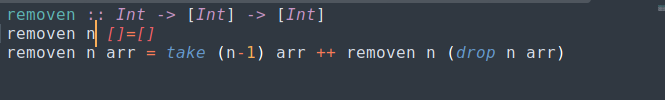 removen :: Int -> [Int] -> [Int]
removen n []=[]
removen n arr = take (n-1) arr ++ removen n (drop n arr)